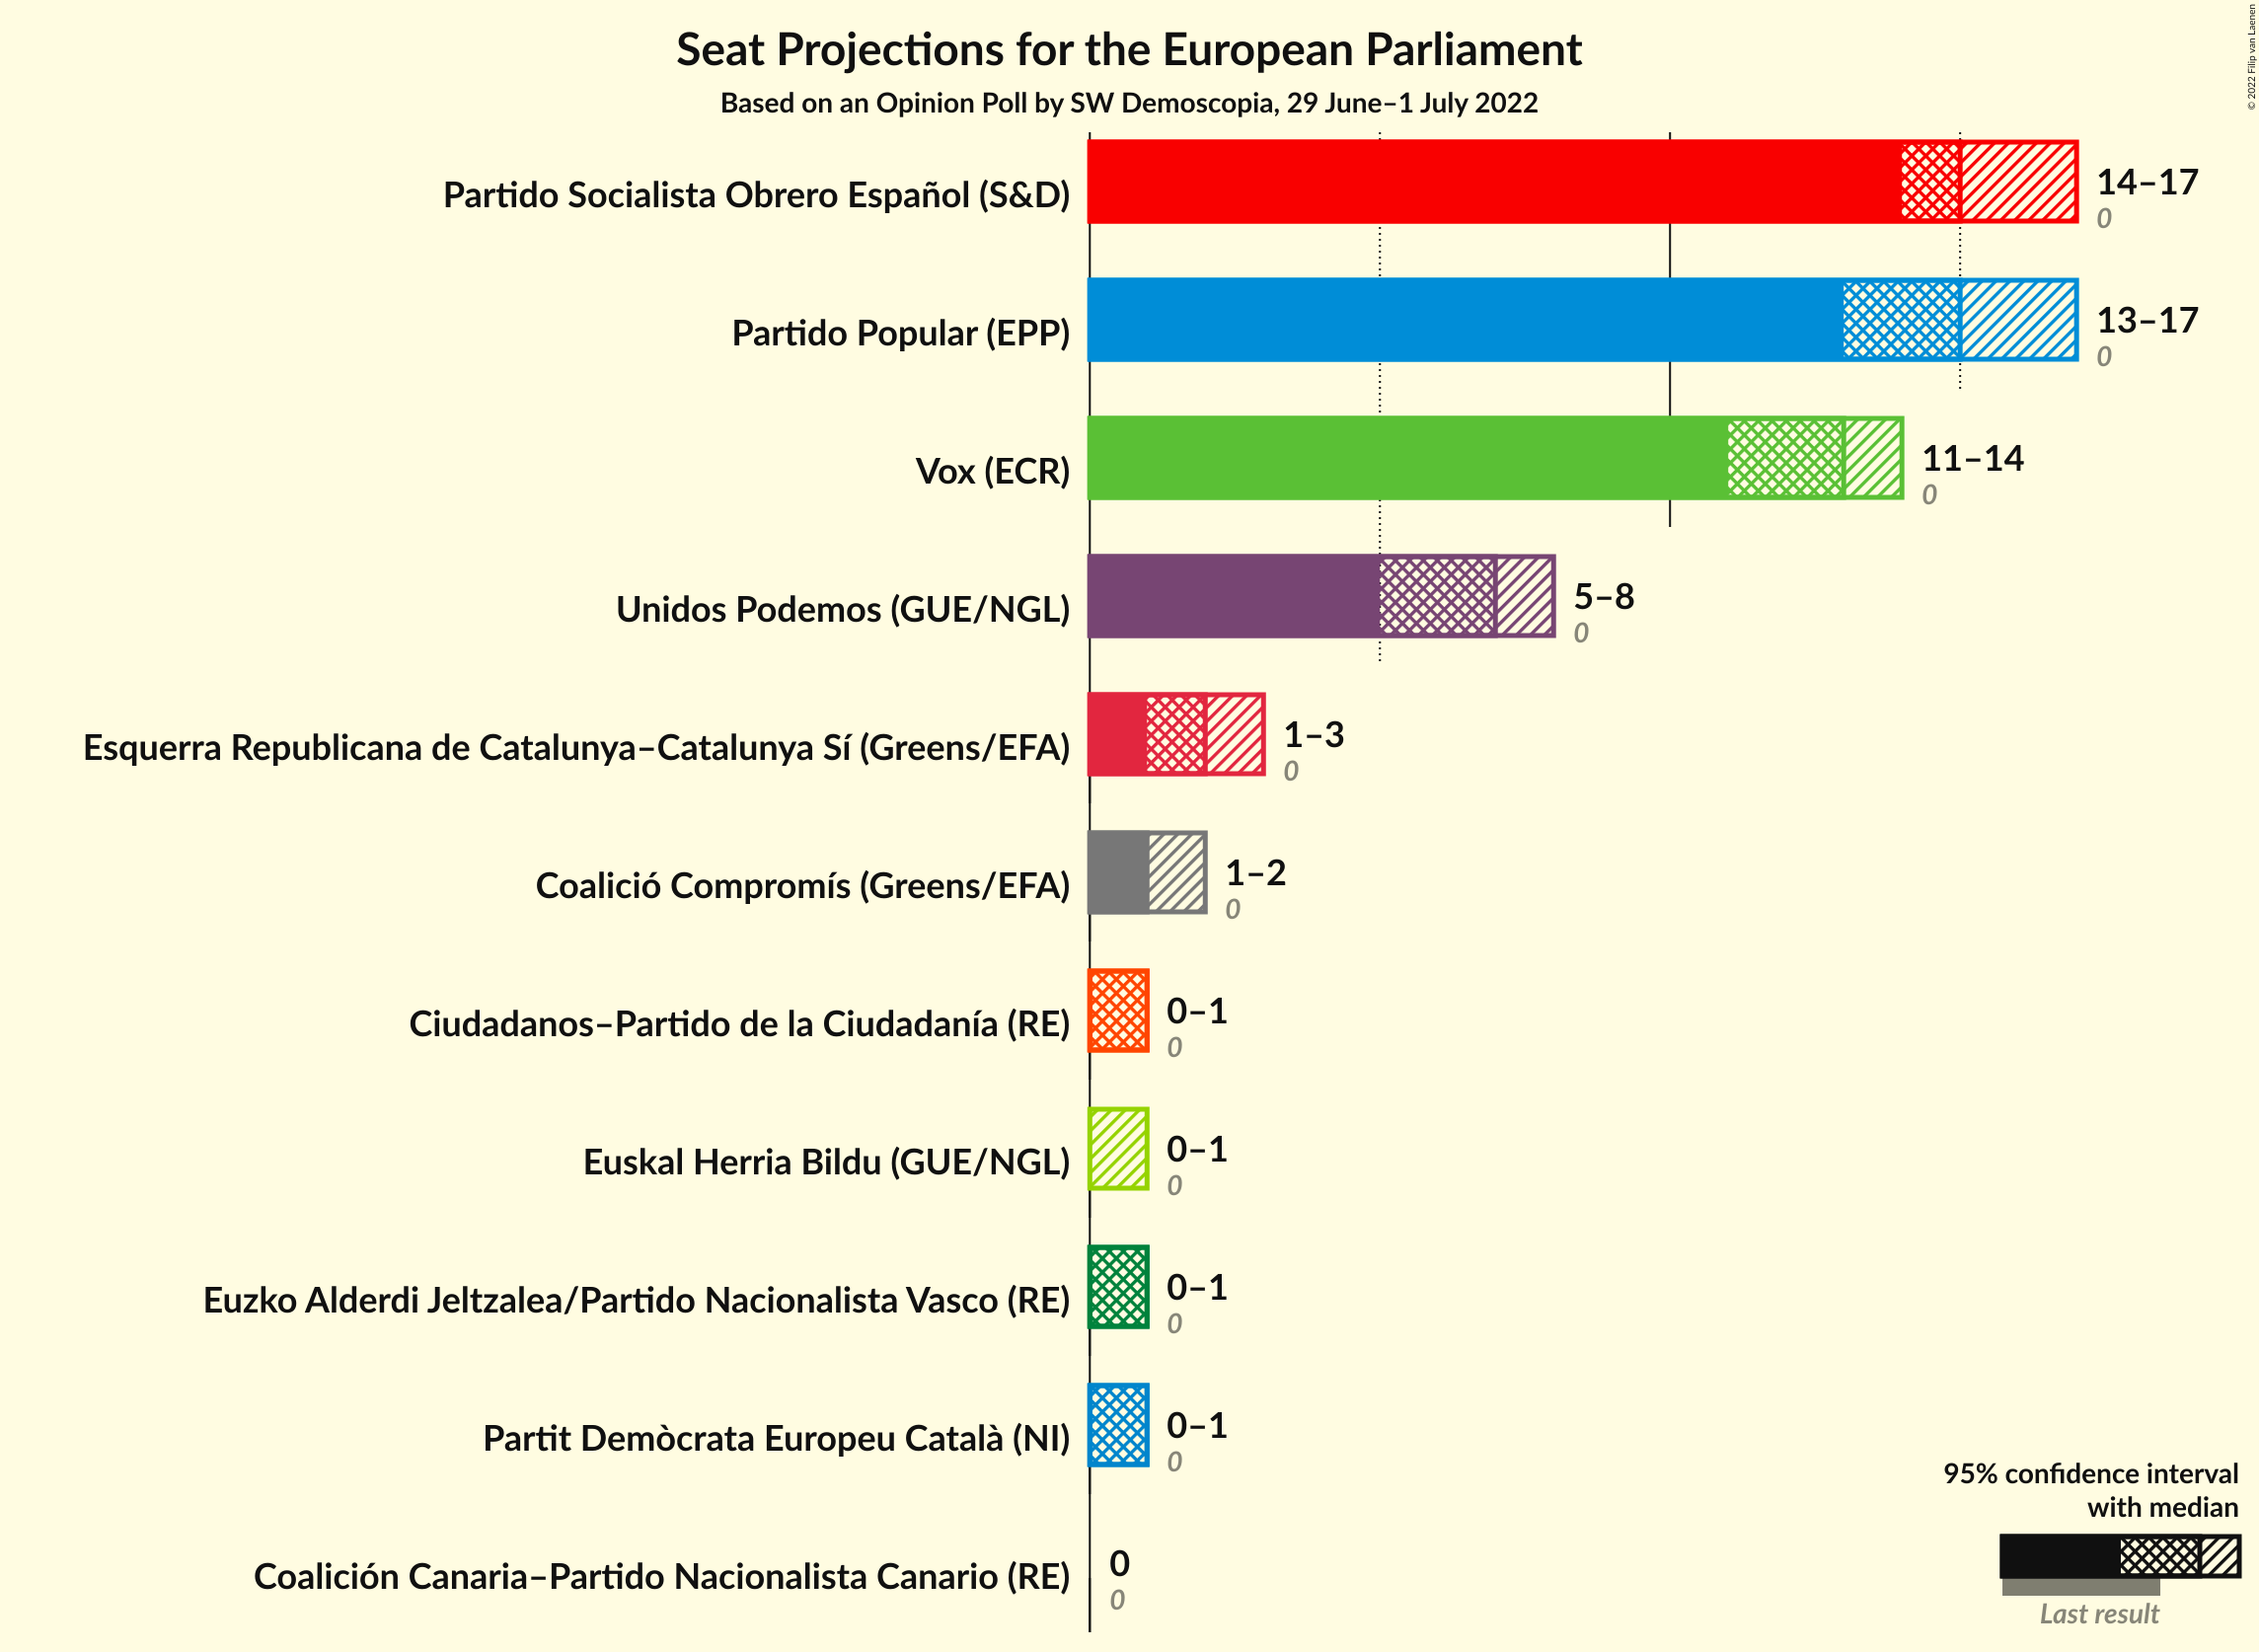 Seat Projections for the European Parliament
Based on an Opinion Poll by SW Demoscopia, 29 June–1 July 2022
© 2022 Filip van Laenen
Partido Socialista Obrero Español (S&D)
14–17
0
Partido Popular (EPP)
13–17
0
Vox (ECR)
11–14
0
Unidos Podemos (GUE/NGL)
5–8
0
Esquerra Republicana de Catalunya–Catalunya Sí (Greens/EFA)
1–3
0
Coalició Compromís (Greens/EFA)
1–2
0
Ciudadanos–Partido de la Ciudadanía (RE)
0–1
0
Euskal Herria Bildu (GUE/NGL)
0–1
0
Euzko Alderdi Jeltzalea/Partido Nacionalista Vasco (RE)
0–1
0
Partit Demòcrata Europeu Català (NI)
0–1
0
Coalición Canaria–Partido Nacionalista Canario (RE)
0
0
95% confidence interval
with median
Last result